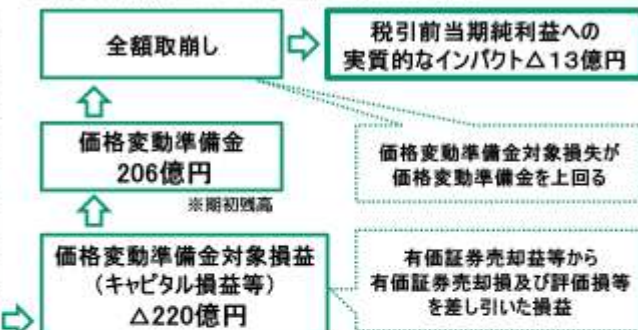 全額取崩し
税引前当期純利益への
実質的なインパクト△13億円
価格変動準備金
206億円
※期初残高
価格変動準備金対象損失が
価格変動準備金を上回る
価格変動準備金対象損益
（キャピタル損益等）
△220億円
有価証券売却益等から
有価証券売却損及び評価損等
を差し引いた損益